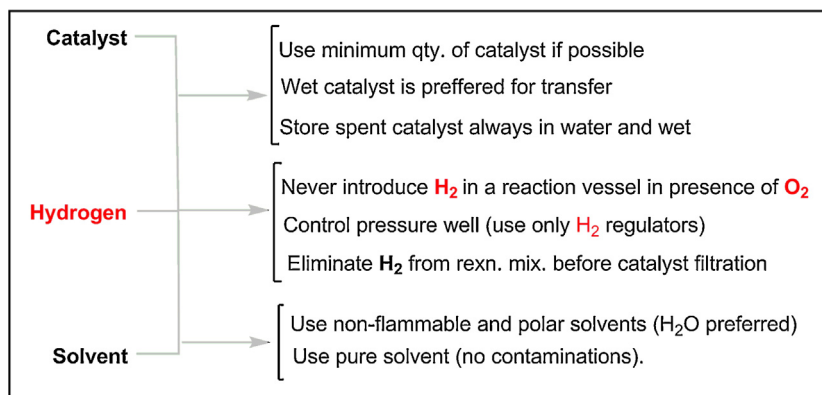 Catalyst
Use minimum qty. of catalyst if possible
Wet catalyst is preffered for transfer
Store spent catalyst always in water and wet
Hydrogen
Never introduce H₂ in a reaction vessel in presence of O₂
Control pressure well (use only H₂ regulators)
Eliminate H₂ from rexn. mix. before catalyst filtration
Solvent
Use non-flammable and polar solvents (H₂O preferred)
Use pure solvent (no contaminations).